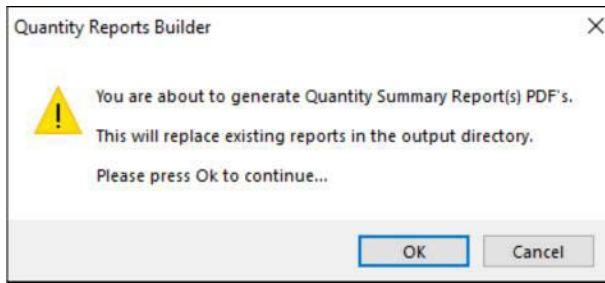 Quantity Reports Builder
You are about to generate Quantity Summary Report(s) PDF's.
This will replace existing reports in the output directory.
Please press Ok to continue...
OK Cancel